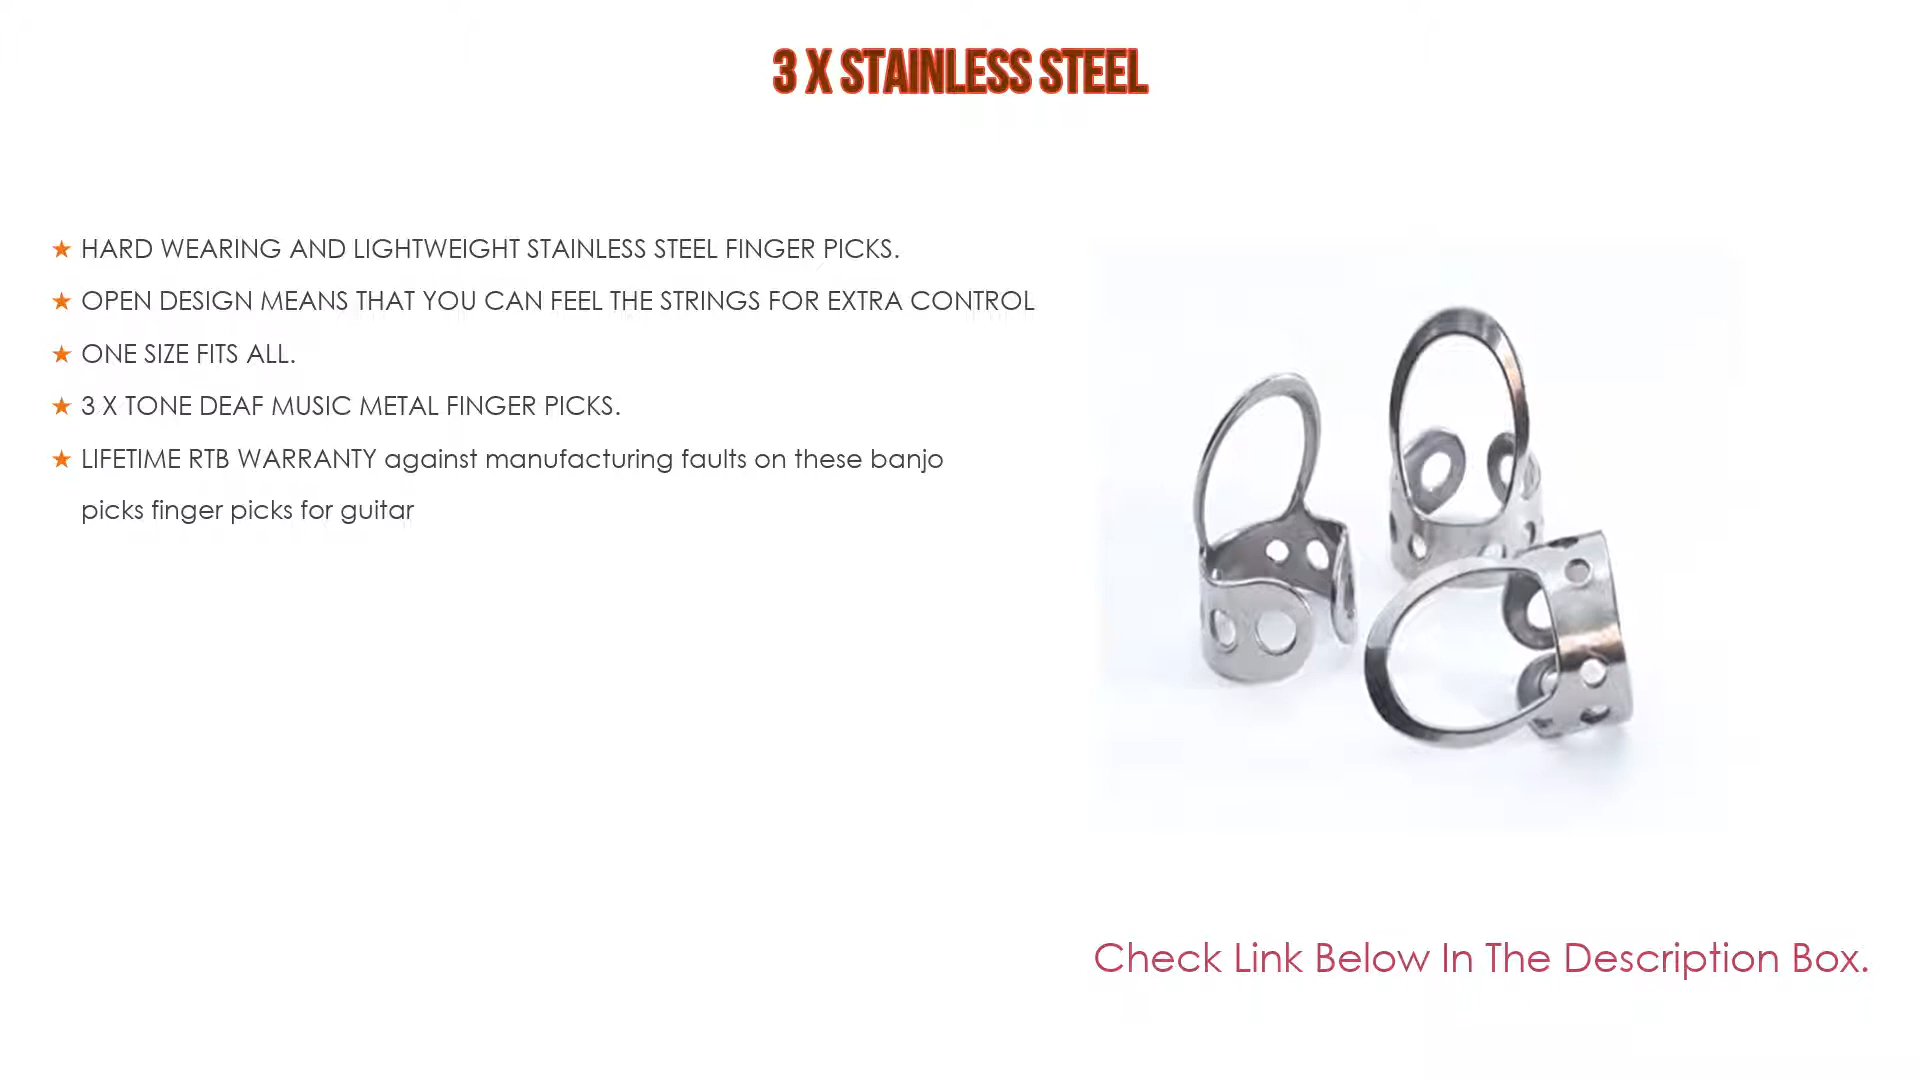 3 X STAINLESS STEEL
★ HARD WEARING AND LIGHTWEIGHT STAINLESS STEEL FINGER PICKS.
★ OPEN DESIGN MEANS THAT YOU CAN FEEL THE STRINGS FOR EXTRA CONTROL
★ ONE SIZE FITS ALL.
★ 3 X TONE DEAF MUSIC METAL FINGER PICKS.
★ LIFETIME RTB WARRANTY against manufacturing faults on these banjo
picks finger picks for guitar
Check Link Below In The Description Box.